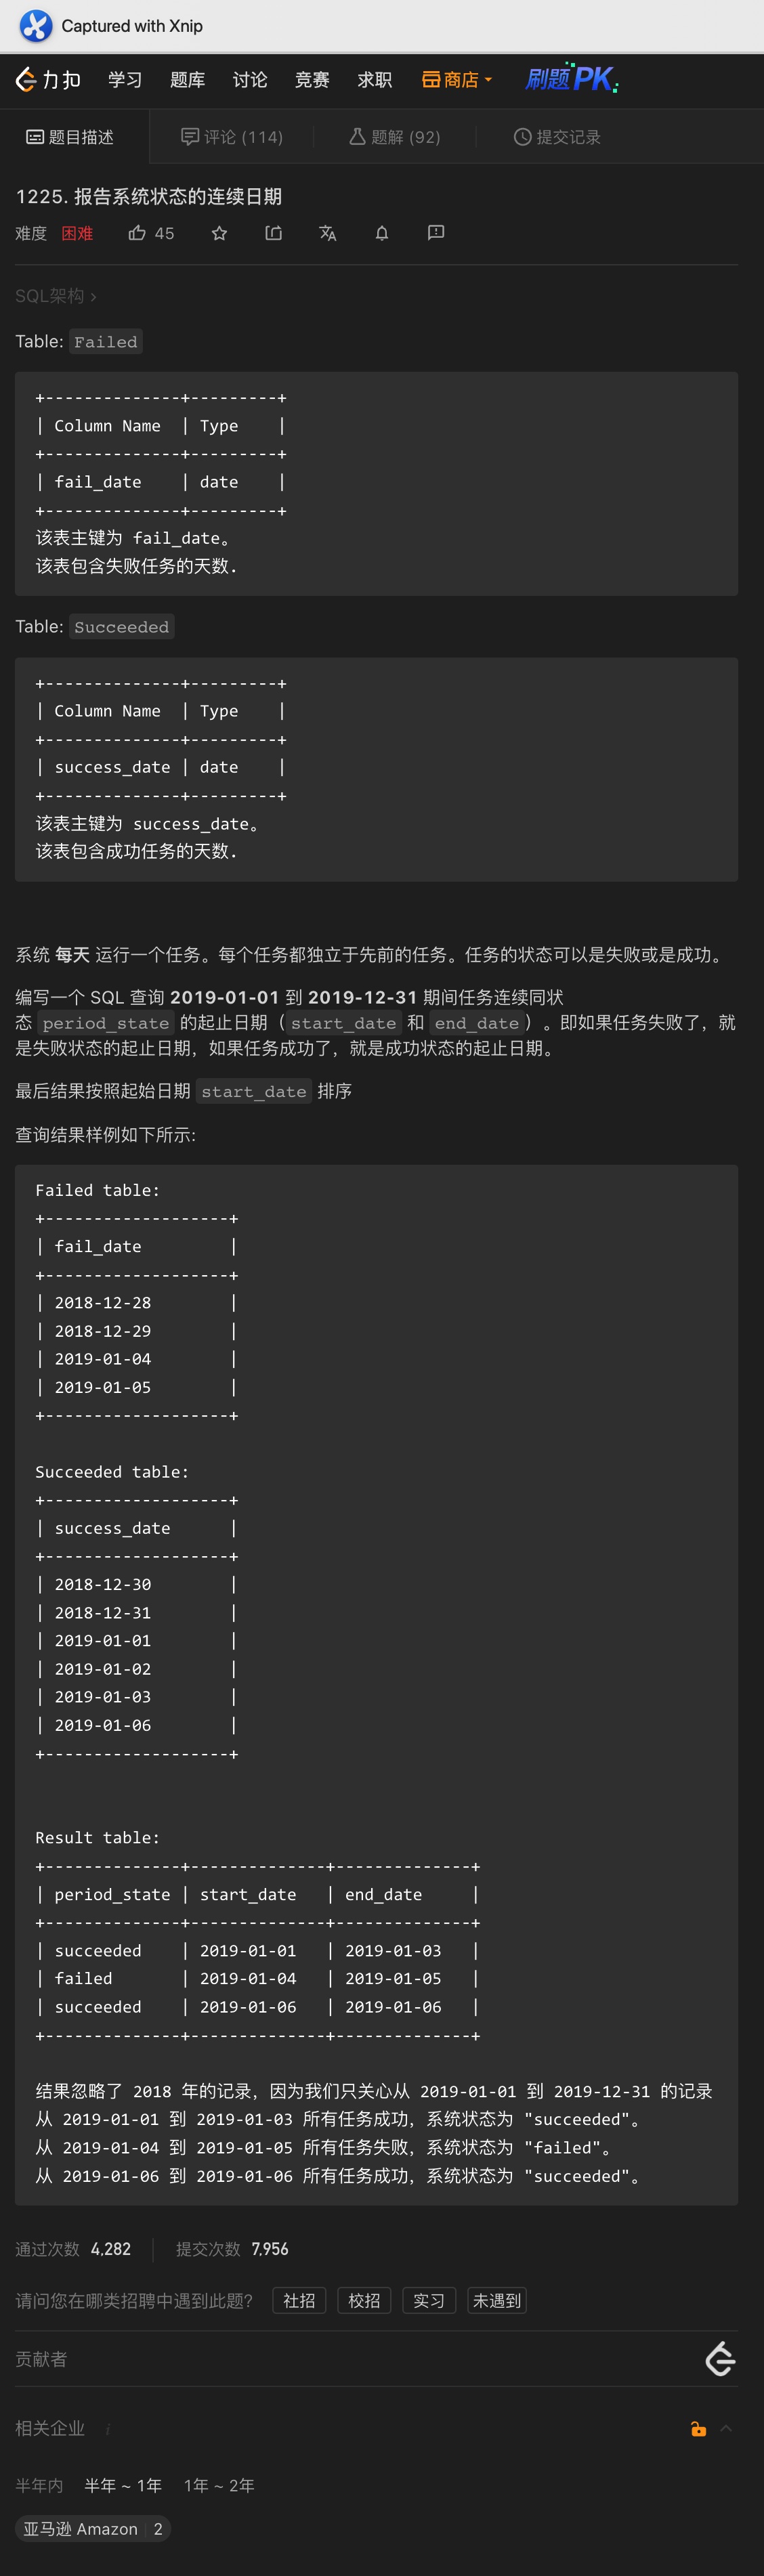 Captured with Xnip
力扣 学习 题库 讨论 竞赛 求职 商店 刷题PK
题目描述 评论 (114) 题解 (92) 提交记录
1225. 报告系统状态的连续日期
难度 困难 45
SQL架构 ›
Table: Failed
+--------------+---------+
| Column Name  | Type    |
+--------------+---------+
| fail_date    | date    |
+--------------+---------+
该表主键为 fail_date。
该表包含失败任务的天数.
Table: Succeeded
+--------------+---------+
| Column Name  | Type    |
+--------------+---------+
| success_date | date    |
+--------------+---------+
该表主键为 success_date。
该表包含成功任务的天数.
系统 每天 运行一个任务。每个任务都独立于先前的任务。任务的状态可以是失败或是成功。
编写一个 SQL 查询 2019-01-01 到 2019-12-31 期间任务连续同状
态 period_state 的起止日期（start_date 和 end_date）。即如果任务失败了，就
是失败状态的起止日期，如果任务成功了，就是成功状态的起止日期。
最后结果按照起始日期 start_date 排序
查询结果样例如下所示:
Failed table:
+-------------------+
| fail_date         |
+-------------------+
| 2018-12-28        |
| 2018-12-29        |
| 2019-01-04        |
| 2019-01-05        |
+-------------------+
Succeeded table:
+-------------------+
| success_date      |
+-------------------+
| 2018-12-30        |
| 2018-12-31        |
| 2019-01-01        |
| 2019-01-02        |
| 2019-01-03        |
| 2019-01-06        |
+-------------------+
Result table:
+--------------+--------------+--------------+
| period_state | start_date   | end_date     |
+--------------+--------------+--------------+
| succeeded    | 2019-01-01   | 2019-01-03   |
| failed       | 2019-01-04   | 2019-01-05   |
| succeeded    | 2019-01-06   | 2019-01-06   |
+--------------+--------------+--------------+
结果忽略了 2018 年的记录，因为我们只关心从 2019-01-01 到 2019-12-31 的记录
从 2019-01-01 到 2019-01-03 所有任务成功，系统状态为 "succeeded"。
从 2019-01-04 到 2019-01-05 所有任务失败，系统状态为 "failed"。
从 2019-01-06 到 2019-01-06 所有任务成功，系统状态为 "succeeded"。
通过次数 4,282 提交次数 7,956
请问您在哪类招聘中遇到此题? 社招 校招 实习 未遇到
贡献者
相关企业 i
半年内 半年 ~ 1年 1年 ~ 2年
亚马逊 Amazon | 2